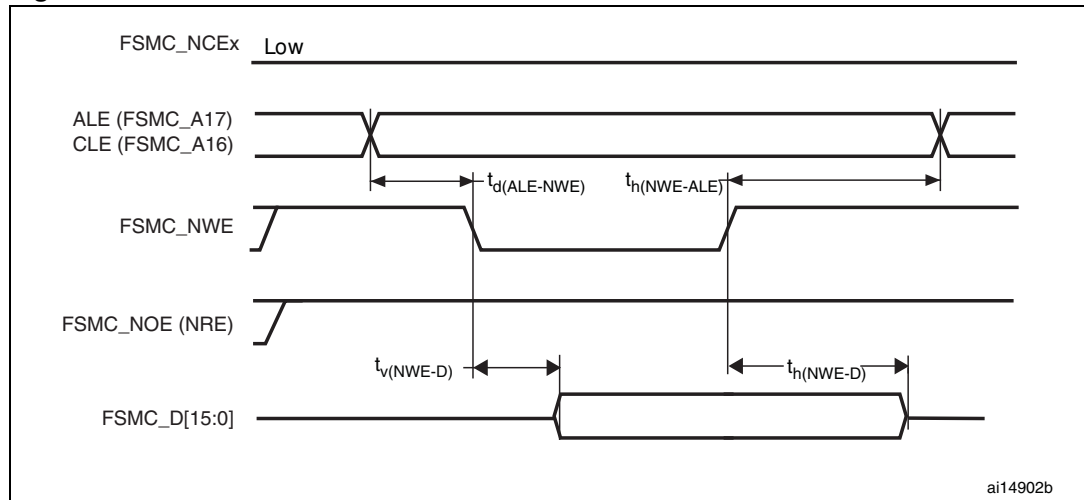 FSMC_NCEx Low
ALE (FSMC_A17)
CLE (FSMC_A16)
td(ALE-NWE) th(NWE-ALE)
FSMC_NWE
FSMC_NOE (NRE)
tv(NWE-D) th(NWE-D)
FSMC_D[15:0]
ai14902b